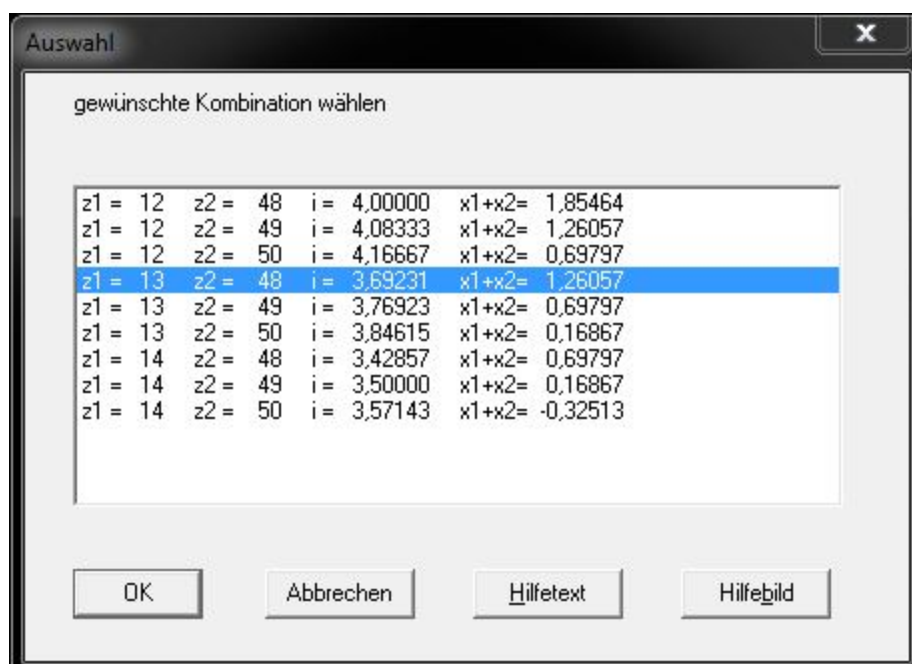 Auswahl
gewünschte Kombination wählen
z1 = 12 z2 = 48 i = 4,00000 x1+x2= 1,85464
z1 = 12 z2 = 49 i = 4,08333 x1+x2= 1,26057
z1 = 12 z2 = 50 i = 4,16667 x1+x2= 0,69797
z1 = 13 z2 = 48 i = 3,69231 x1+x2= 1,26057
z1 = 13 z2 = 49 i = 3,76923 x1+x2= 0,69797
z1 = 13 z2 = 50 i = 3,84615 x1+x2= 0,16867
z1 = 14 z2 = 48 i = 3,42857 x1+x2= 0,69797
z1 = 14 z2 = 49 i = 3,50000 x1+x2= 0,16867
z1 = 14 z2 = 50 i = 3,57143 x1+x2= -0,32513
OK Abbrechen Hilfetext Hilfebild